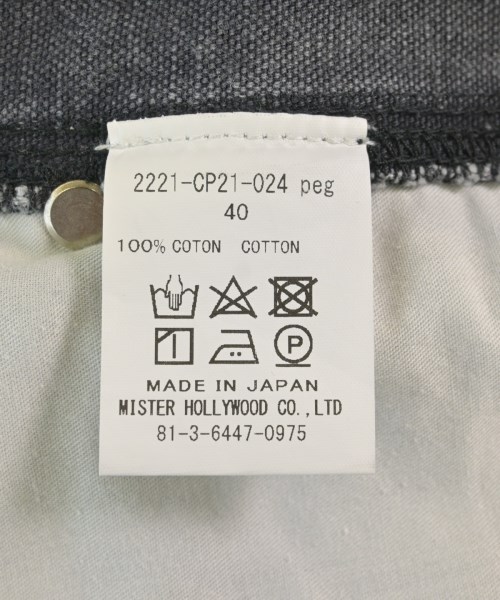 2221-CP21-024 peg
40
100% COTON COTTON
P
MADE IN JAPAN
MISTER HOLLYWOOD CO.,LTD
81-3-6447-0975